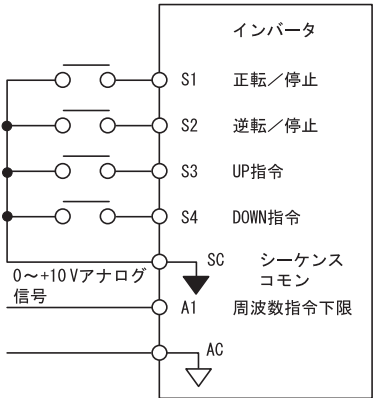 インバータ
S1 正転／停止
S2 逆転／停止
S3 UP指令
S4 DOWN指令
SC シーケンス
コモン
0～+10 Vアナログ
信号
A1 周波数指令下限
AC